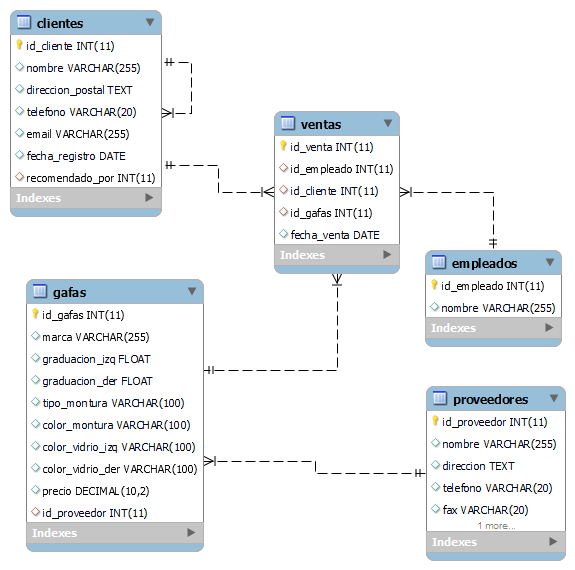 clientes
id_cliente INT(11)
nombre VARCHAR(255)
direccion_postal TEXT
telefono VARCHAR(20)
email VARCHAR(255)
fecha_registro DATE
recomendado_por INT(11)
Indexes
ventas
id_venta INT(11)
id_empleado INT(11)
id_cliente INT(11)
id_gafas INT(11)
fecha_venta DATE
Indexes
empleados
id_empleado INT(11)
nombre VARCHAR(255)
Indexes
gafas
id_gafas INT(11)
marca VARCHAR(255)
graduacion_izq FLOAT
graduacion_der FLOAT
tipo_montura VARCHAR(100)
color_montura VARCHAR(100)
color_vidrio_izq VARCHAR(100)
color_vidrio_der VARCHAR(100)
precio DECIMAL(10,2)
id_proveedor INT(11)
Indexes
proveedores
id_proveedor INT(11)
nombre VARCHAR(255)
direccion TEXT
telefono VARCHAR(20)
fax VARCHAR(20)
1 more...
Indexes